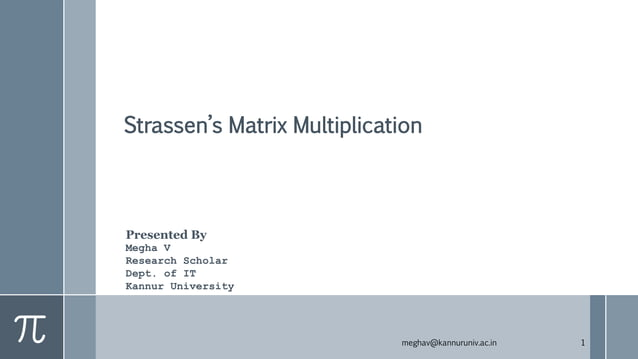 Strassen’s Matrix Multiplication
Presented By
Megha V
Research Scholar
Dept. of IT
Kannur University
π
meghav@kannuruniv.ac.in 1